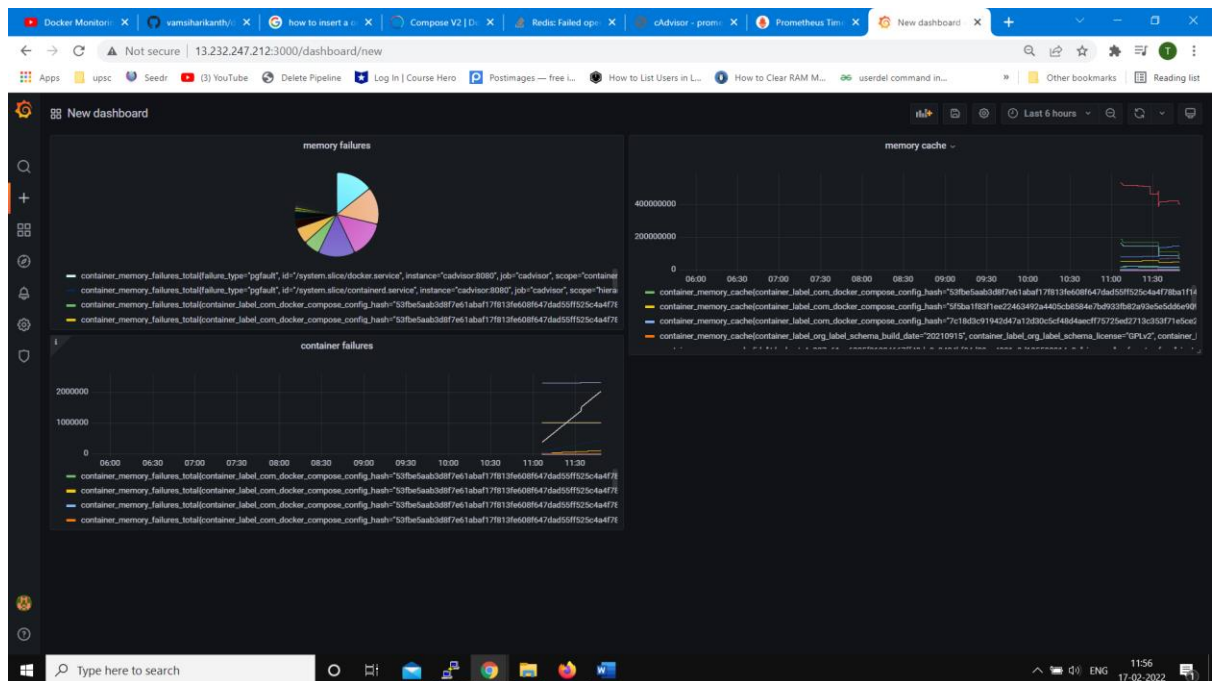 Docker Monitorin
vamsiharikanth/d
how to insert a c
Compose V2 | Do
Redis: Failed oper
cAdvisor - prome
Prometheus Time
New dashboard
Not secure | 13.232.247.212:3000/dashboard/new
Apps
upsc
Seedr
(3) YouTube
Delete Pipeline
Log In | Course Hero
Postimages — free i...
How to List Users in L...
How to Clear RAM M...
userdel command in...
»
Other bookmarks
Reading list
New dashboard
Last 6 hours
memory failures
container_memory_failures_total{failure_type="pgfault", id="/system.slice/docker.service", instance="cadvisor:8080", job="cadvisor", scope="container
container_memory_failures_total{failure_type="pgfault", id="/system.slice/containerd.service", instance="cadvisor:8080", job="cadvisor", scope="hiera
container_memory_failures_total{container_label_com_docker_compose_config_hash="53fbe5aab3d8f7e61abaf17f813fe608f647dad55ff525c4a4f78
container_memory_failures_total{container_label_com_docker_compose_config_hash="53fbe5aab3d8f7e61abaf17f813fe608f647dad55ff525c4a4f78
memory cache
400000000
200000000
0
06:00 06:30 07:00 07:30 08:00 08:30 09:00 09:30 10:00 10:30 11:00 11:30
container_memory_cache{container_label_com_docker_compose_config_hash="53fbe5aab3d8f7e61abaf17f813fe608f647dad55ff525c4a4f78ba1f14
container_memory_cache{container_label_com_docker_compose_config_hash="5f5ba1f83f1ee22463492a4405cb8584e7bd933fb82a93e5e5dd6e909
container_memory_cache{container_label_com_docker_compose_config_hash="7c18d3c91942d47a12d30c5cf48d4aecff75725ed2713c353f71e5ce2
container_memory_cache{container_label_org_label_schema_build_date="20210915", container_label_org_label_schema_license="GPLv2", container_l
container failures
2000000
1000000
0
06:00 06:30 07:00 07:30 08:00 08:30 09:00 09:30 10:00 10:30 11:00 11:30
container_memory_failures_total{container_label_com_docker_compose_config_hash="53fbe5aab3d8f7e61abaf17f813fe608f647dad55ff525c4a4f78
container_memory_failures_total{container_label_com_docker_compose_config_hash="53fbe5aab3d8f7e61abaf17f813fe608f647dad55ff525c4a4f78
container_memory_failures_total{container_label_com_docker_compose_config_hash="53fbe5aab3d8f7e61abaf17f813fe608f647dad55ff525c4a4f78
container_memory_failures_total{container_label_com_docker_compose_config_hash="53fbe5aab3d8f7e61abaf17f813fe608f647dad55ff525c4a4f78
Type here to search
ENG
11:56
17-02-2022